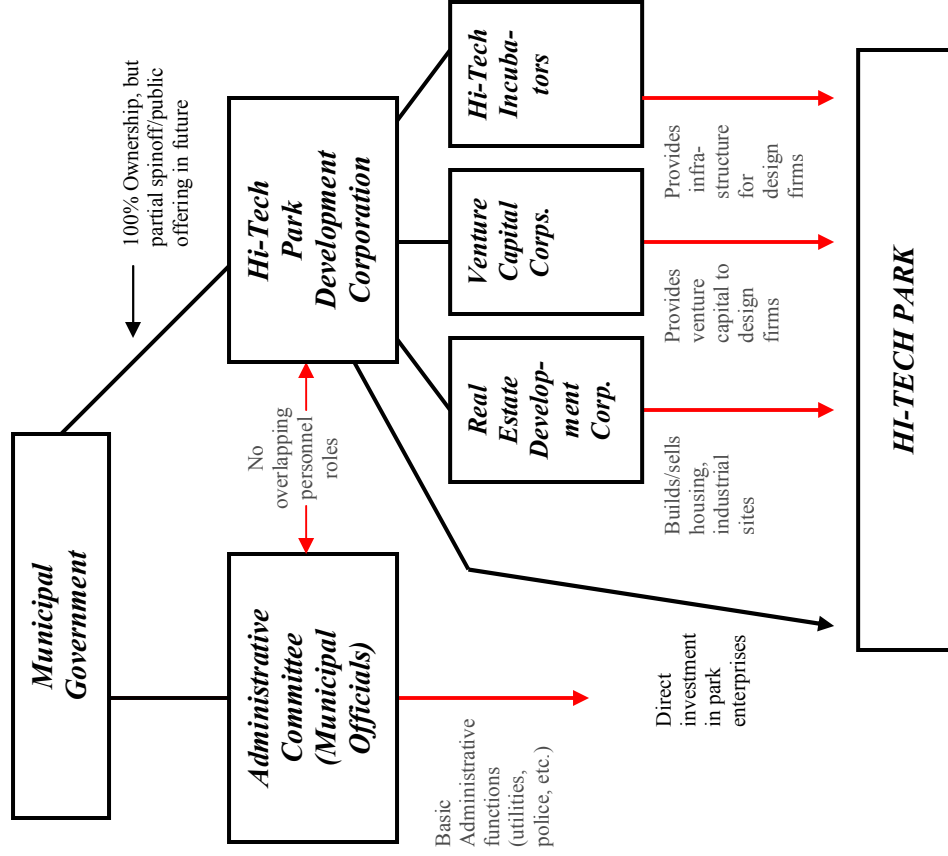 Municipal
Government
100% Ownership, but
partial spinoff/public
offering in future
Administrative
Committee
(Municipal
Officials)
No
overlapping
personnel
roles
Hi-Tech
Park
Development
Corporation
Basic
Administrative
functions
(utilities,
police, etc.)
Real
Estate
Develop-
ment
Corp.
Venture
Capital
Corps.
Hi-Tech
Incuba-
tors
Direct
investment
in park
enterprises
Builds/sells
housing,
industrial
sites
Provides
venture
capital to
design
firms
Provides
infra-
structure
for
design
firms
HI-TECH PARK